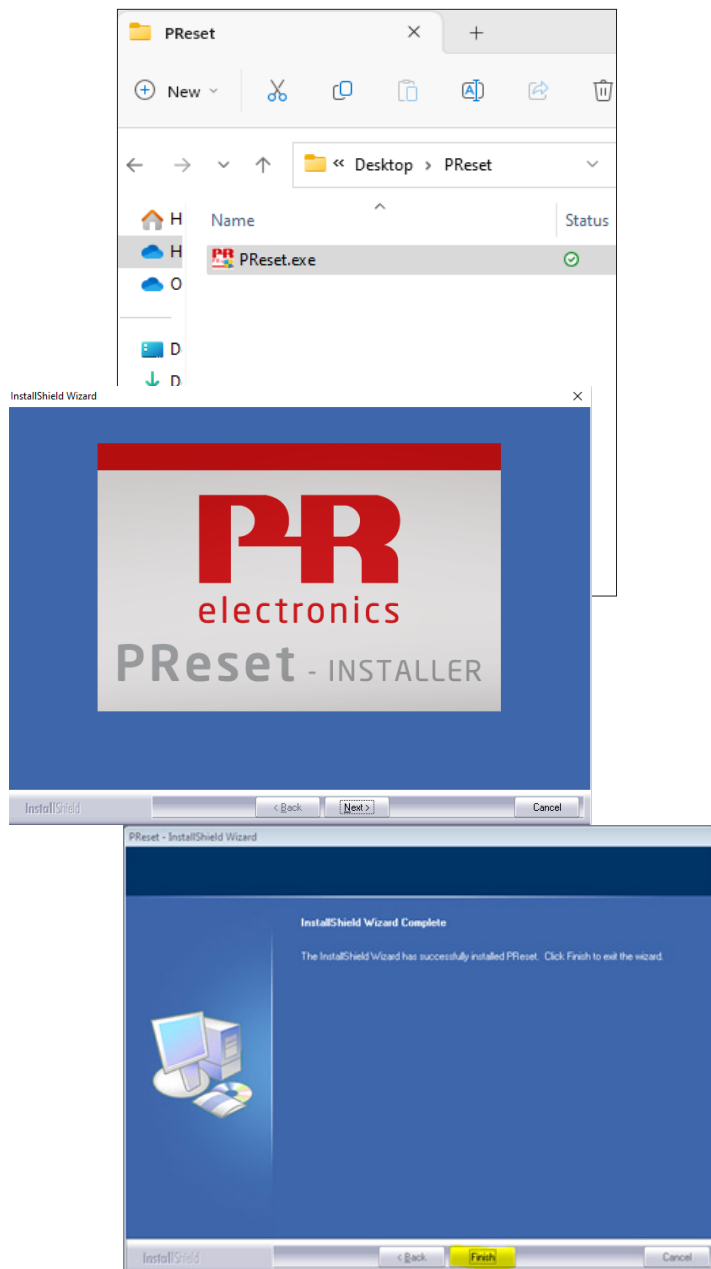 PReset
New
Desktop > PReset
H Name Status
H PReset.exe
O
D
D
InstallShield Wizard
PR
electronics
PReset - INSTALLER
InstallShield < Back Next > Cancel
PReset - InstallShield Wizard
InstallShield Wizard Complete
The InstallShield Wizard has successfully installed PReset. Click Finish to exit the wizard.
InstallShield < Back Finish Cancel